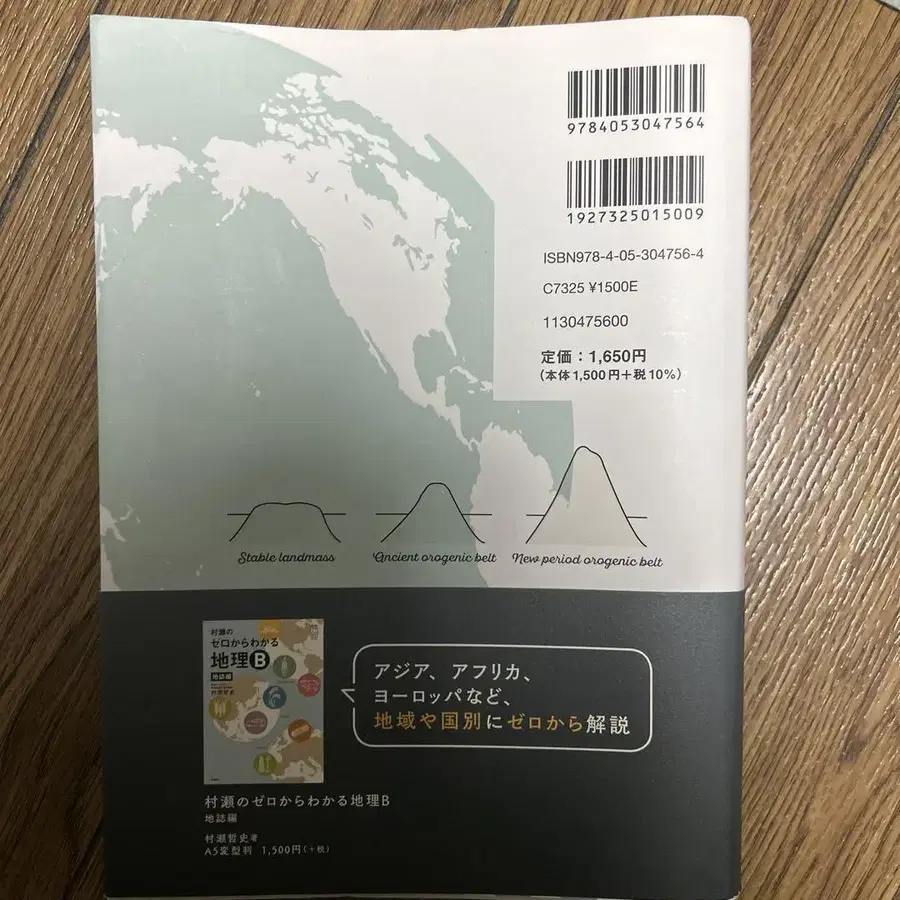 9784053047564
1927325015009
ISBN978-4-05-304756-4
C7325 ¥1500E
1130475600
定価：1,650円
（本体1,500円＋税10%）
Stable landmass
Ancient orogenic belt
New period orogenic belt
村瀬の
ゼロからわかる
地理B
地誌編
村瀬哲史
アジア、アフリカ、
ヨーロッパなど、
地域や国別にゼロから解説
村瀬のゼロからわかる地理B
地誌編
村瀬哲史著
A5変型判 1,500円（＋税）